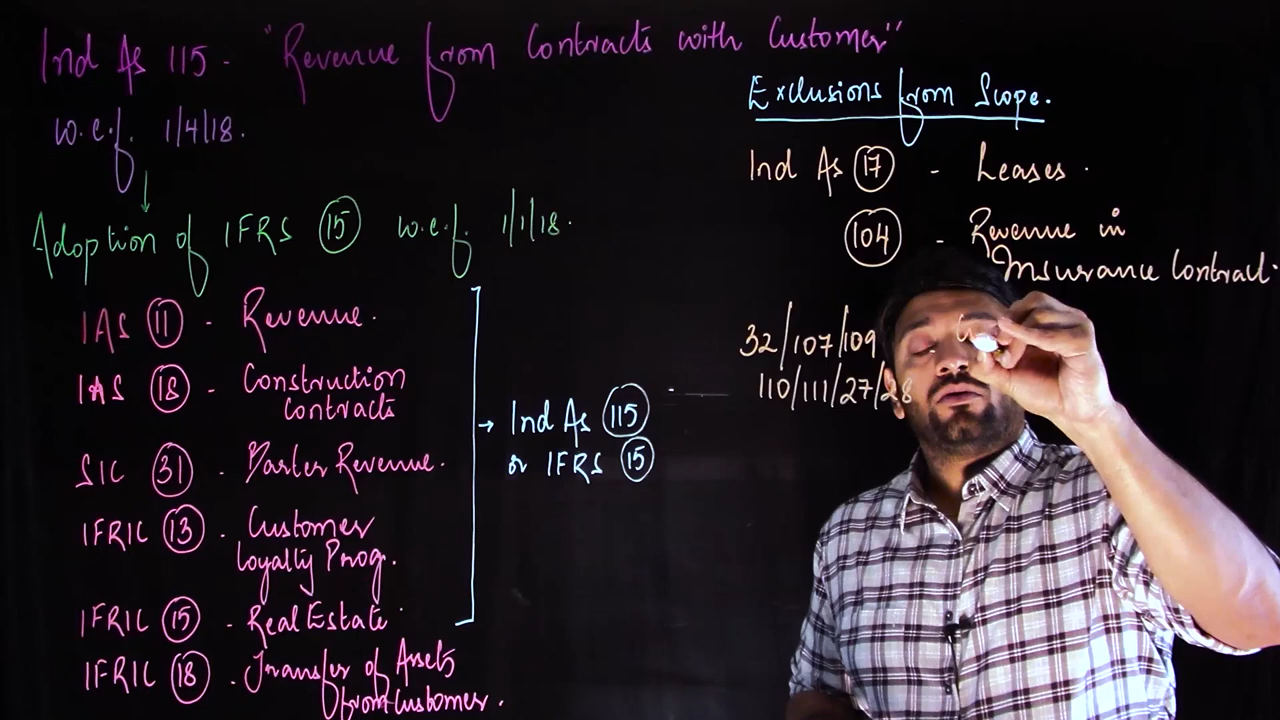 Ind As 115 - "Revenue from Contracts with Customer"
w.e.f. 1/4/18.
Adoption of IFRS 15 w.e.f. 1/1/18.
IAS 11 - Revenue.
IAS 18 - Construction
contracts
SIC 31 - Barter Revenue.
IFRIC 13 - Customer
Loyalty Prog.
IFRIC 15 - Real Estate
IFRIC 18 - Transfer of Assets
from Customer.
→ Ind As 115
or IFRS 15
Exclusions from Scope.
Ind As 17 - Leases.
104 - Revenue in
Insurance Contract.
32/107/109
110/111/27/28